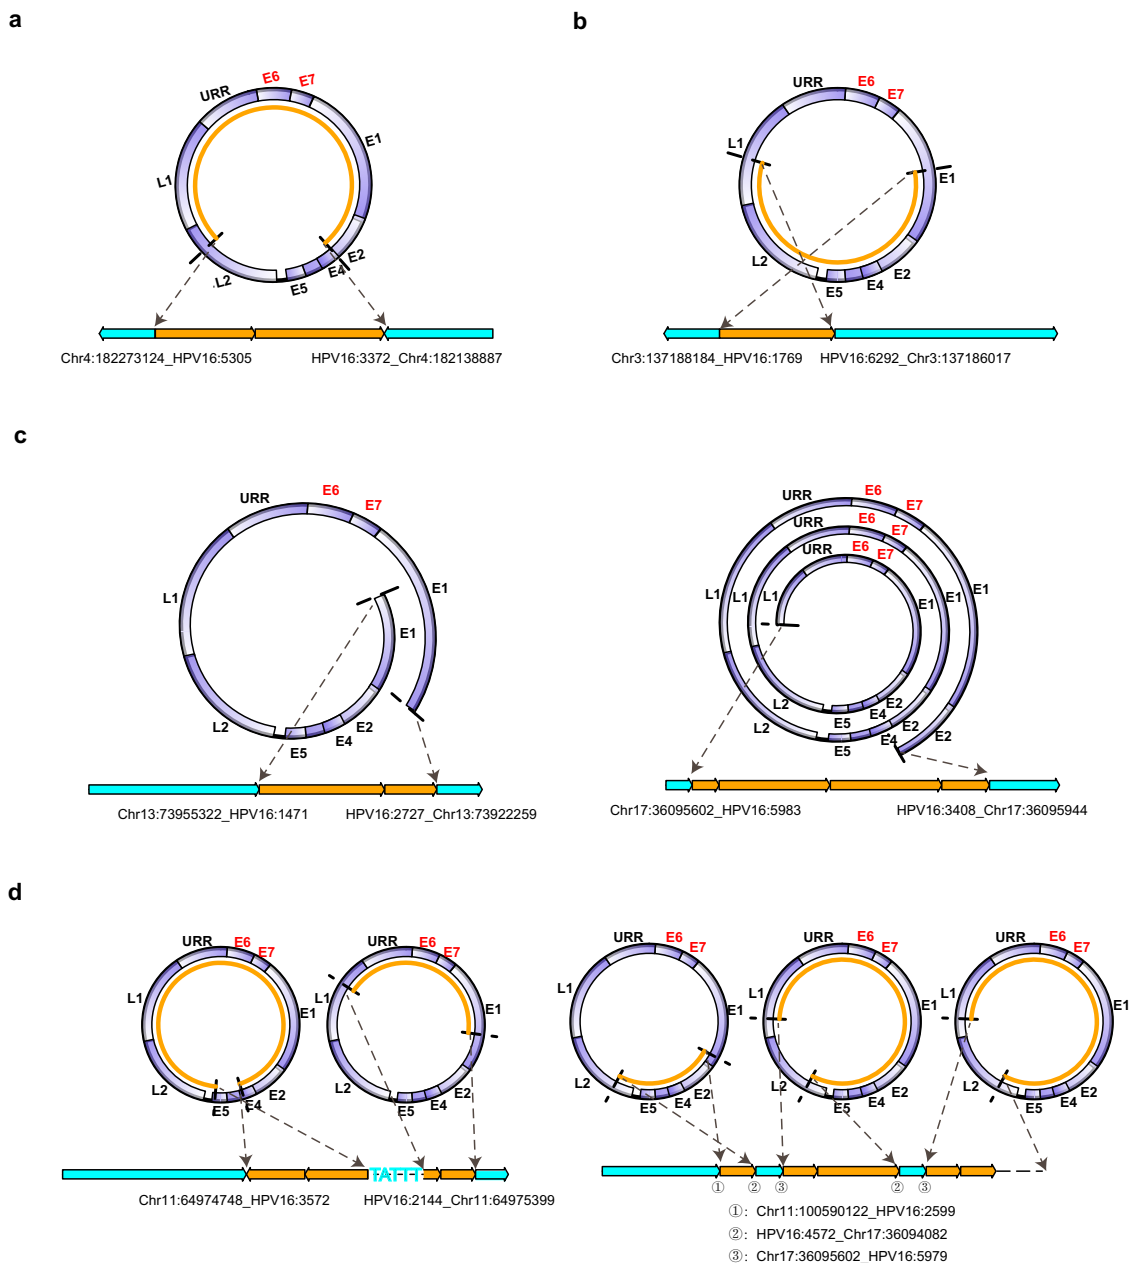 a
URR
E6
E7
E1
L1
E2
E4
E5
L2
Chr4:182273124_HPV16:5305
HPV16:3372_Chr4:182138887
b
URR
E6
E7
L1
E1
L2
E2
E4
E5
Chr3:137188184_HPV16:1769
HPV16:6292_Chr3:137186017
c
URR
E6
E7
L1
E1
E1
L2
E2
E4
E5
Chr13:73955322_HPV16:1471
HPV16:2727_Chr13:73922259
URR
E6
E7
URR
E6
E7
URR
E6
E7
L1
L1
L1
E1
E1
E1
L2
E2
E4
E5
L2
E2
E4
E5
E2
Chr17:36095602_HPV16:5983
HPV16:3408_Chr17:36095944
d
URR
E6
E7
L1
E1
L2
E2
E4
E5
URR
E6
E7
L1
E1
L2
E2
E4
E5
TATTT
Chr11:64974748_HPV16:3572
HPV16:2144_Chr11:64975399
URR
E6
E7
L1
E1
L2
E2
E4
E5
URR
E6
E7
L1
E1
L2
E2
E4
E5
URR
E6
E7
L1
E1
L2
E2
E4
E5
① ② ③ ② ③
①: Chr11:100590122_HPV16:2599
②: HPV16:4572_Chr17:36094082
③: Chr17:36095602_HPV16:5979